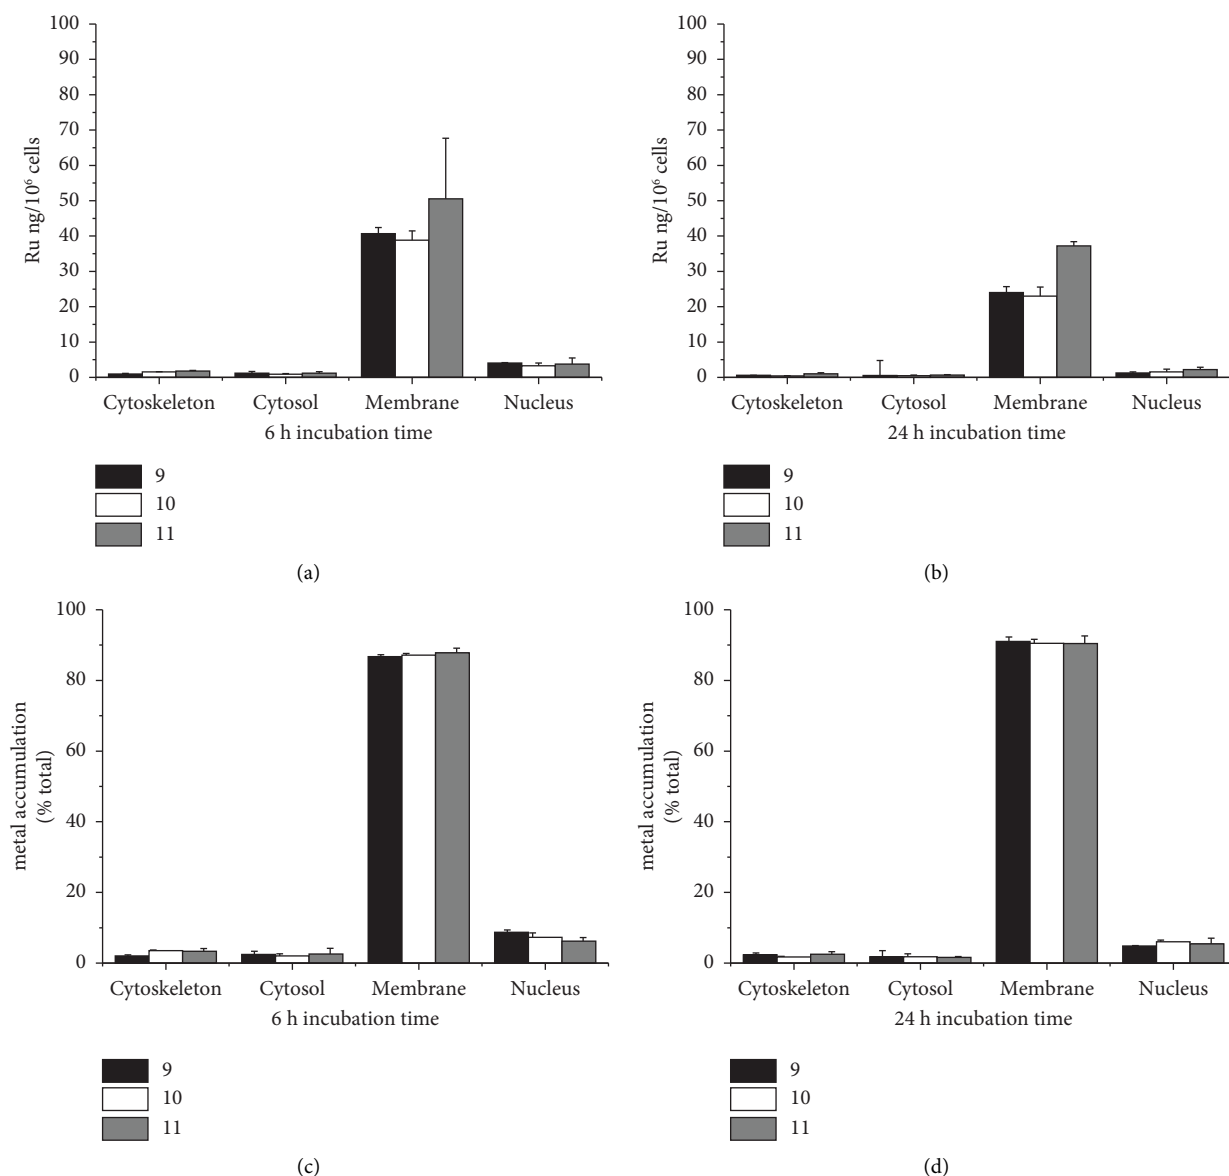 100
90
80
70
60
50
40
30
20
10
0
Ru ng/10⁶ cells
Cytoskeleton Cytosol Membrane Nucleus
6 h incubation time
9
10
11
(a)
100
90
80
70
60
50
40
30
20
10
0
Ru ng/10⁶ cells
Cytoskeleton Cytosol Membrane Nucleus
24 h incubation time
9
10
11
(b)
100
80
60
40
20
0
metal accumulation
(% total)
Cytoskeleton Cytosol Membrane Nucleus
6 h incubation time
9
10
11
(c)
100
80
60
40
20
0
metal accumulation
(% total)
Cytoskeleton Cytosol Membrane Nucleus
24 h incubation time
9
10
11
(d)